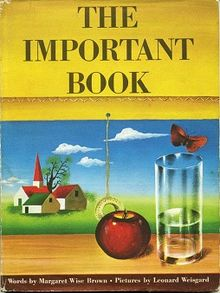 THE
IMPORTANT
BOOK
Words by Margaret Wise Brown • Pictures by Leonard Weisgard